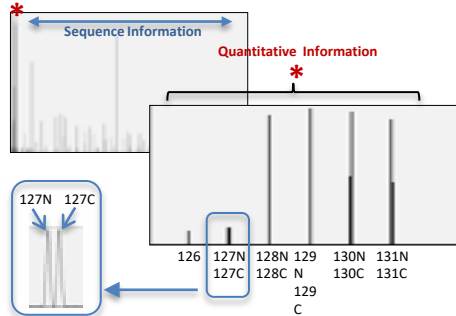 *
Sequence Information
Quantitative Information
*
127N 127C
126 127N 128N 129 130N 131N
127C 128C N 130C 131C
129
C